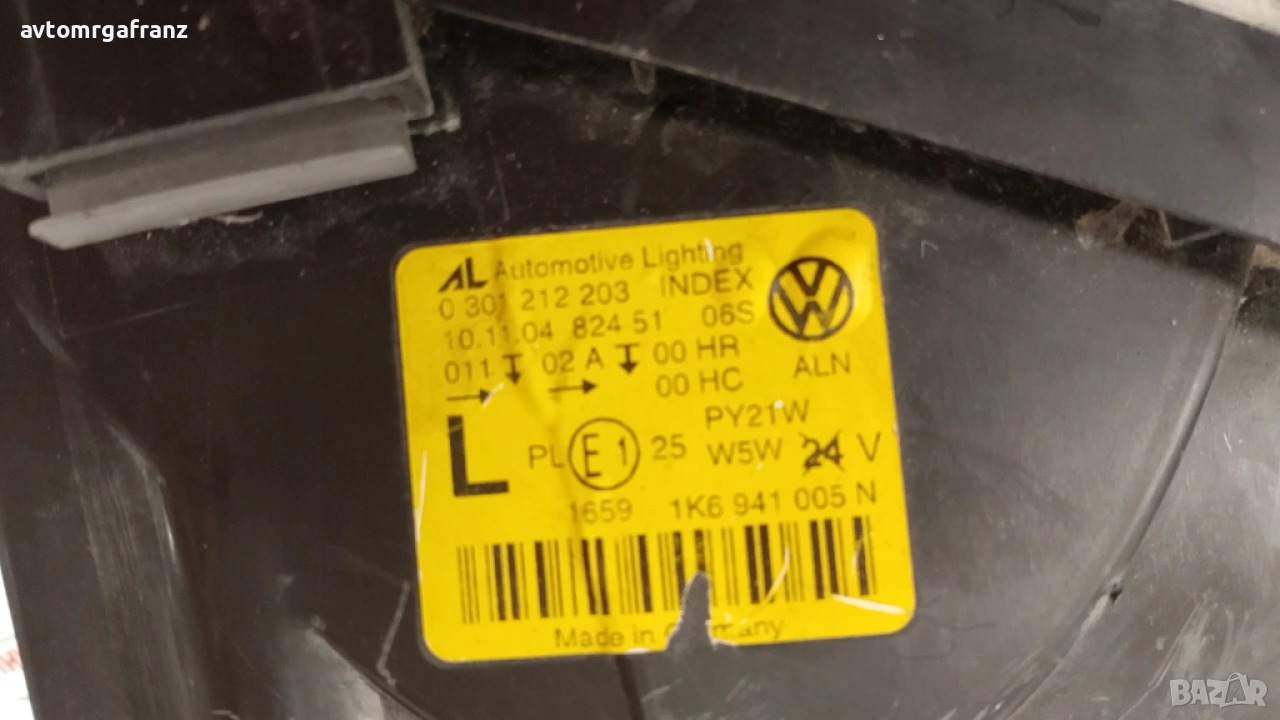 avtomrgafranz
AL Automotive Lighting
0 301 212 203 INDEX
10.11.04 824 51 06S
011 02 A 00 HR
00 HC
ALN
L PL E1 25 PY21W
W5W 24 V
1659 1K6 941 005 N
Made in Germany
BAZAR